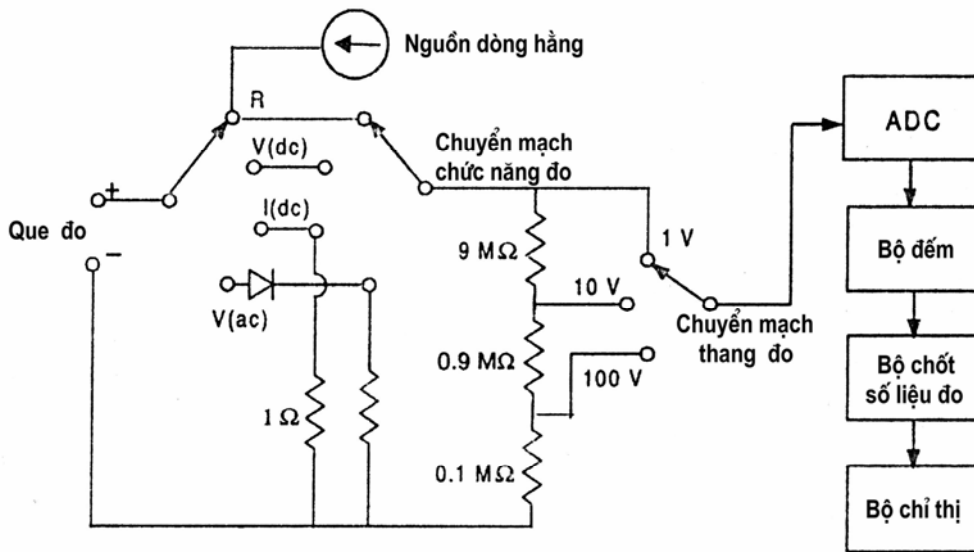 Nguồn dòng hằng
R
V(dc)
Chuyển mạch
chức năng đo
+
I(dc)
Que đo
−
V(ac)
1 Ω
9 MΩ
1 V
10 V
0.9 MΩ
Chuyển mạch
thang đo
100 V
0.1 MΩ
ADC
Bộ đếm
Bộ chốt
số liệu đo
Bộ chỉ thị